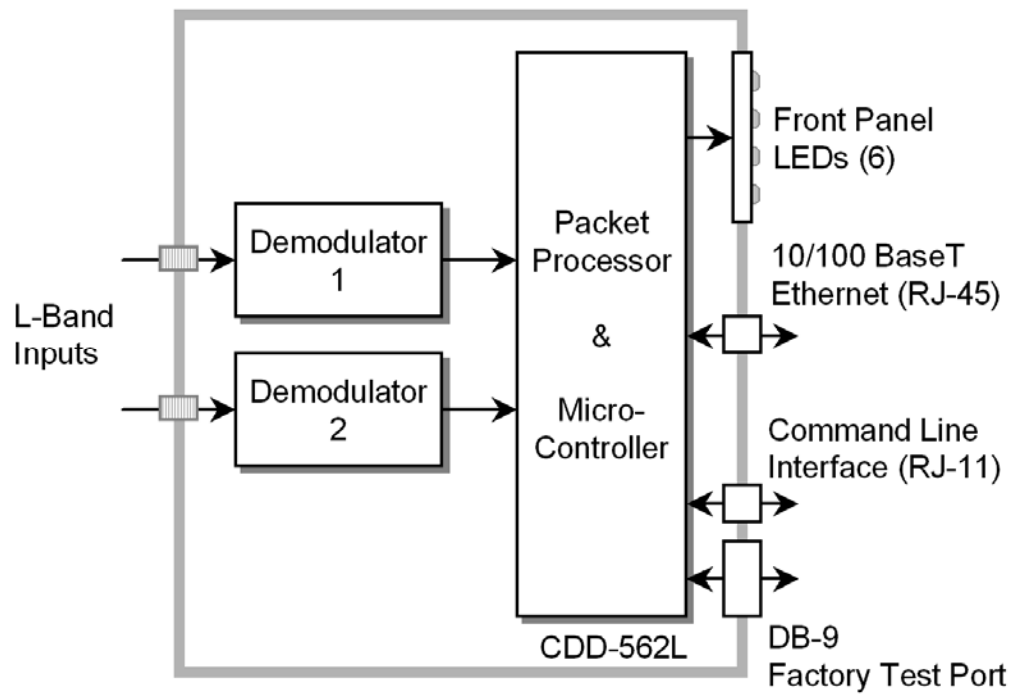 Front Panel
LEDs (6)
Packet
Processor
&
Micro-
Controller
Demodulator
1
10/100 BaseT
Ethernet (RJ-45)
L-Band
Inputs
Demodulator
2
Command Line
Interface (RJ-11)
CDD-562L
DB-9
Factory Test Port